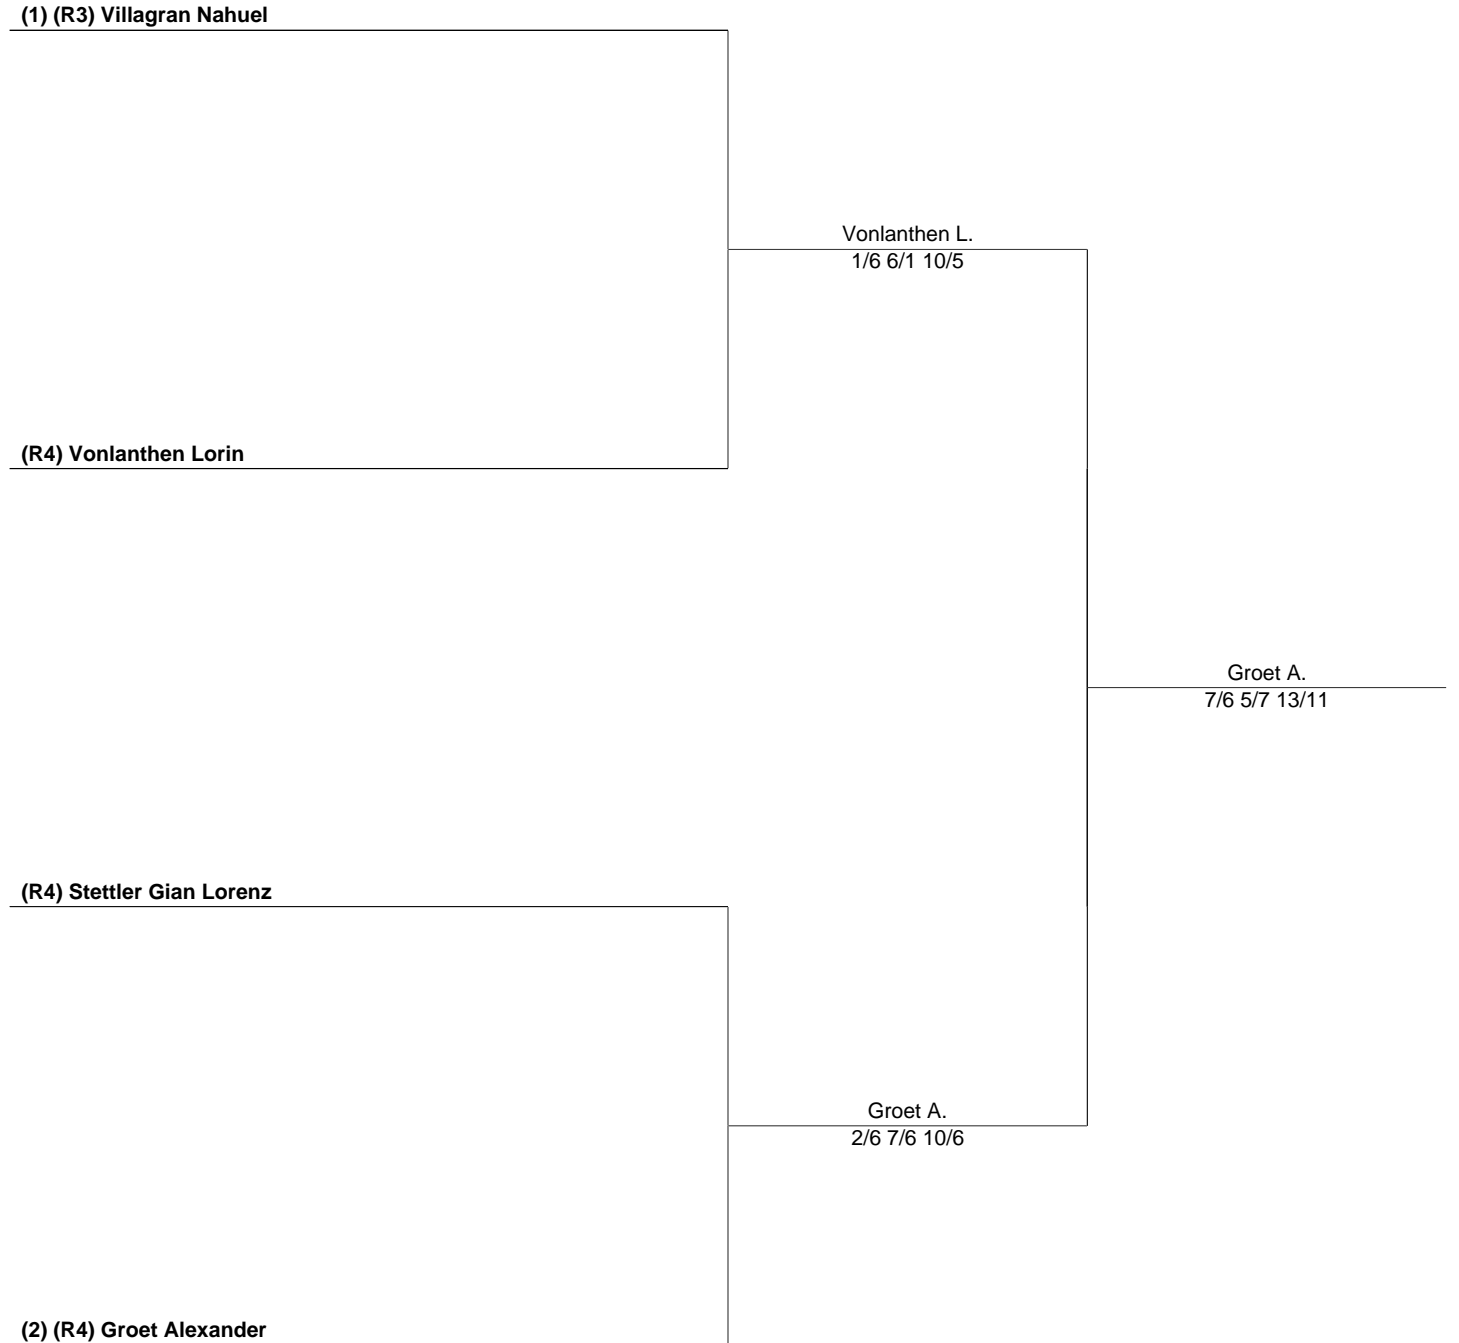 (1) (R3) Villagran Nahuel
Vonlanthen L.
1/6 6/1 10/5
(R4) Vonlanthen Lorin
Groet A.
7/6 5/7 13/11
(R4) Stettler Gian Lorenz
Groet A.
2/6 7/6 10/6
(2) (R4) Groet Alexander